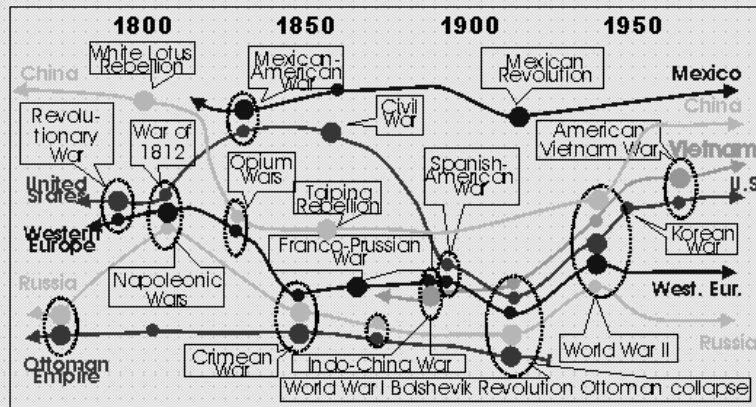 1800
1850
1900
1950
White Lotus
Rebellion
Mexican-
American
War
Mexican
Revolution
Mexico
China
China
Revolu-
tionary
War
War of
1812
Civil
War
American
Vietnam War
Vietnam
Opium
Wars
Spanish-
American
War
Taiping
Rebellion
United
States
U.S
Western
Europe
Franco-Prussian
War
Korean
War
Russia
Napoleonic
Wars
West. Eur.
Crimean
War
Indo-China War
World War II
Russia
Ottoman
Empire
World War I Bolshevik Revolution Ottoman collapse